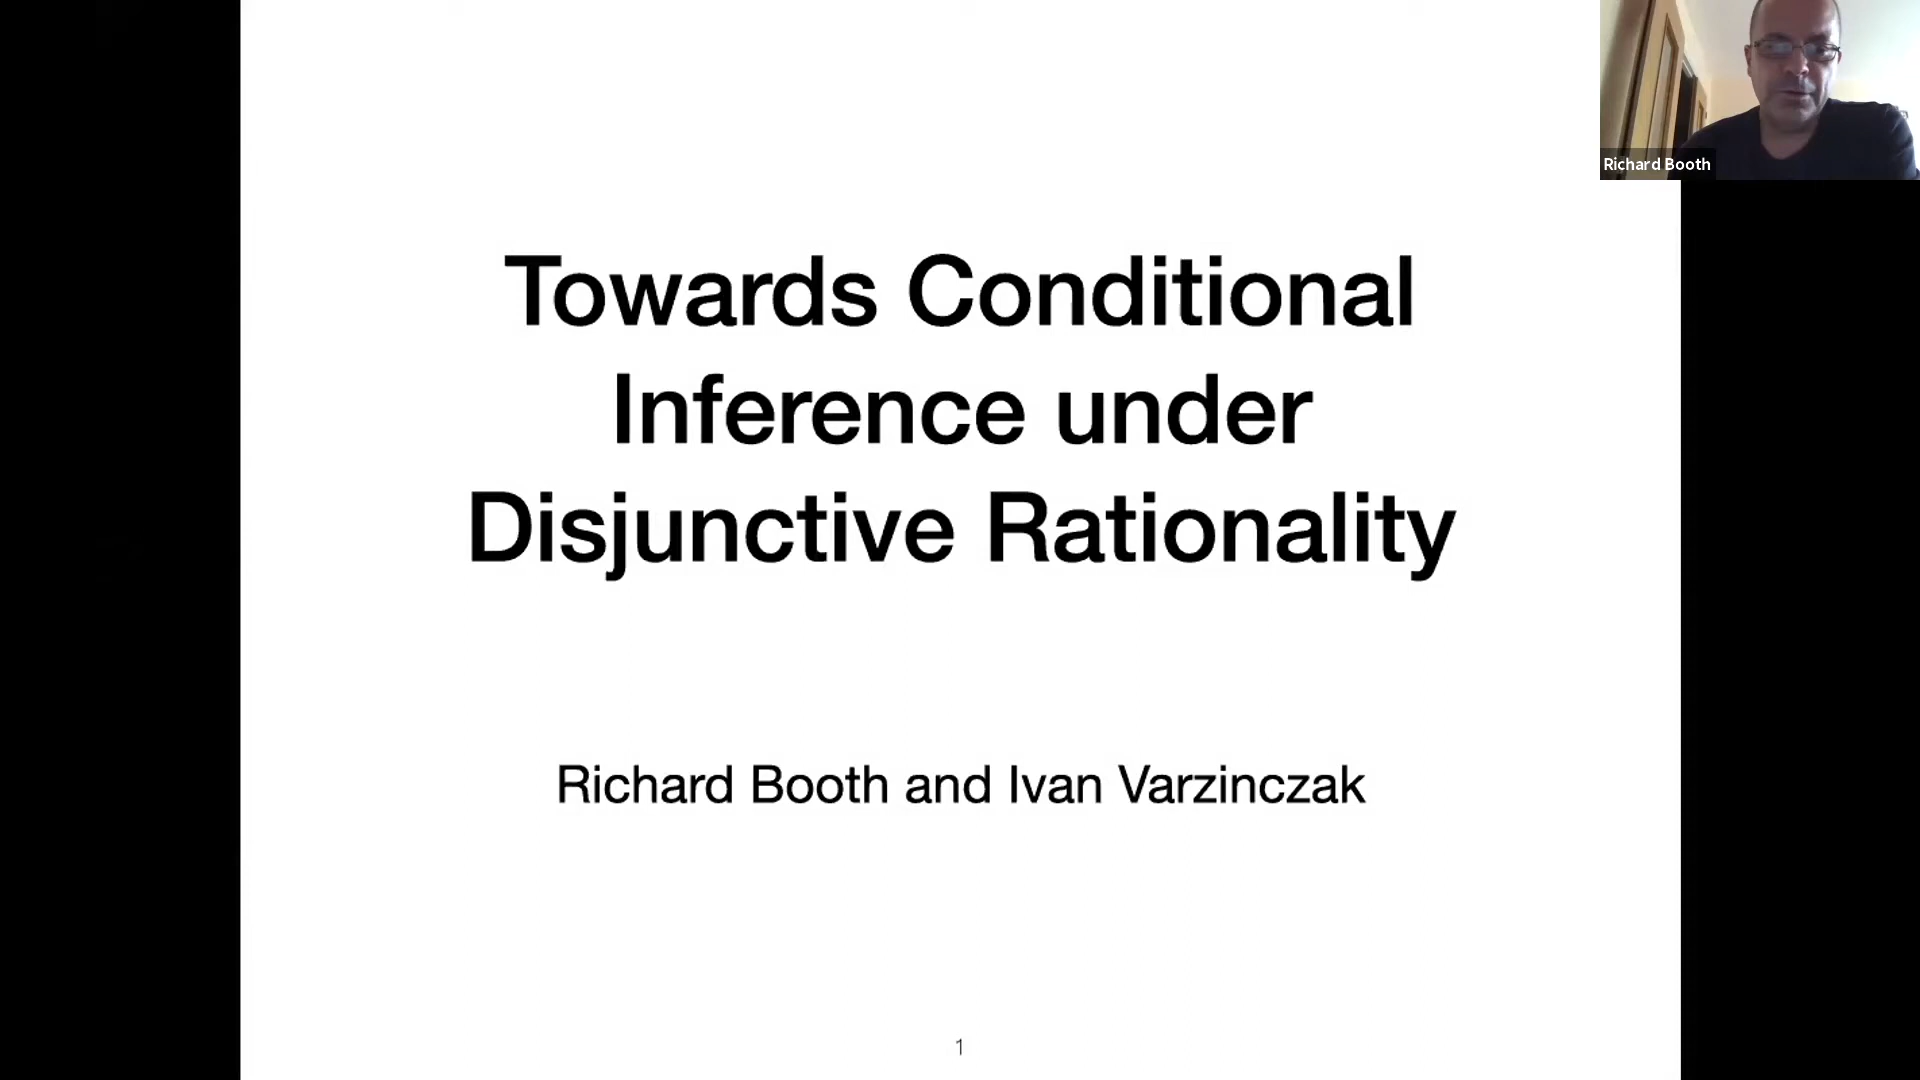 Richard Booth
Towards Conditional
Inference under
Disjunctive Rationality
Richard Booth and Ivan Varzinczak
1